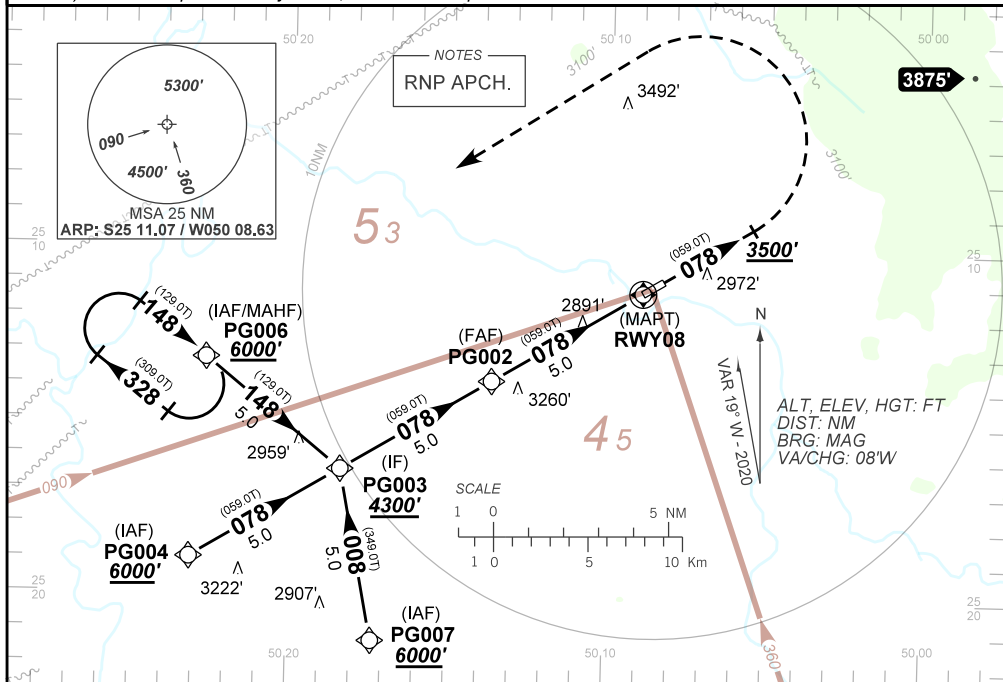 50 20
50 10
50 00
NOTES
RNP APCH.
3100'
3492'
3875'
5300'
090
4500'
360
MSA 25 NM
ARP: S25 11.07 / W050 08.63
10NM
3100'
5 3
25
10
25
10
(059.0T)
078
3500'
2972'
2891'
(MAPT)
RWY08
(129.0T)
148
(IAF/MAHF)
PG006
6000'
(309.0T)
328
(129.0T)
148
5.0
(FAF)
PG002
(059.0T)
078
5.0
3260'
(059.0T)
078
5.0
2959'
4 5
N
VAR 19° W - 2020
ALT, ELEV, HGT: FT
DIST: NM
BRG: MAG
VA/CHG: 08'W
090
(IF)
PG003
4300'
SCALE
1 0 5 NM
1 0 5 10 Km
(IAF)
PG004
6000'
(059.0T)
078
5.0
(349.0T)
008
5.0
3222'
2907'
(IAF)
PG007
6000'
25
20
25
20
360
50 20
50 10
50 00